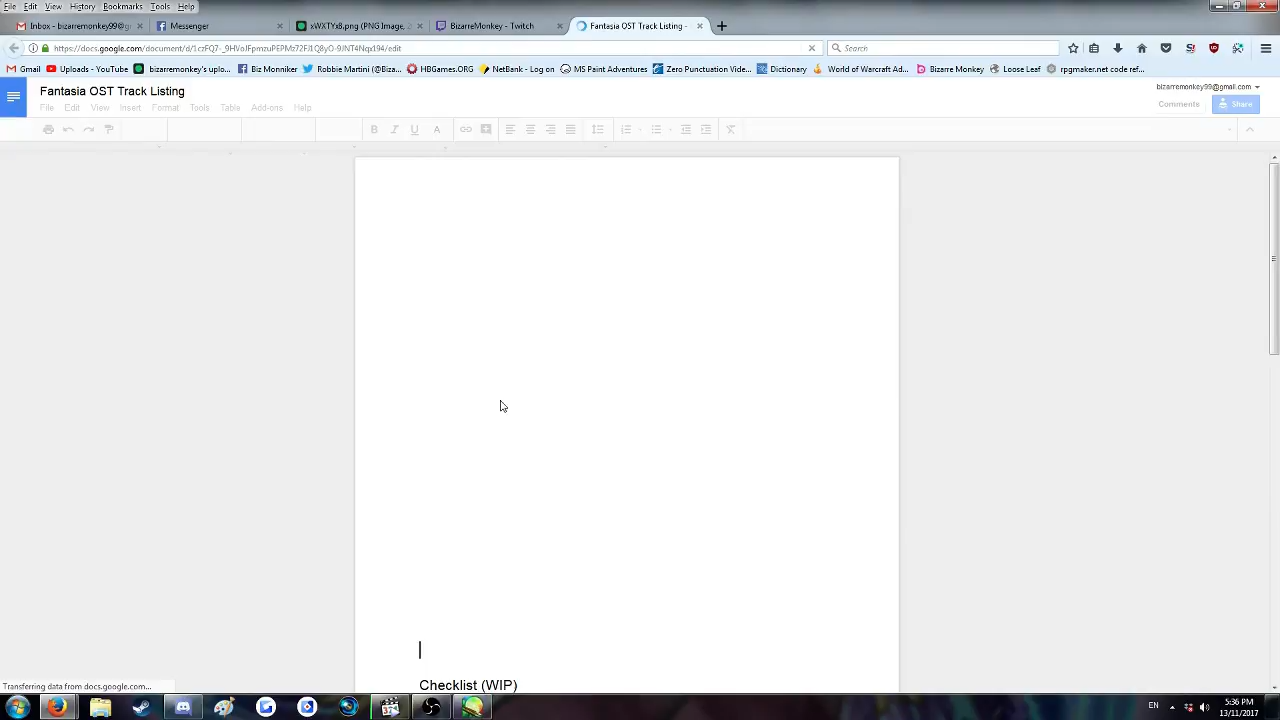 File Edit View History Bookmarks Tools Help
Inbox - bizarremonkey99@g Messenger xWXTYx8.png (PNG Image, 2 BizarreMonkey - Twitch Fantasia OST Track Listing -
Search
Gmail Uploads - YouTube bizarremonkey's uplo... Biz Monniker Robbie Munni (@Biza... HBGames.ORG NetBank - Log on MS Paint Adventures Zero Punctuation Vide... Dictionary World of Warcraft Ad... Bizarre Monkey Loose Leaf rpgmaker.net code ref...
Fantasia OST Track Listing
bizarremonkey99@gmail.com
File Edit View Insert Format Tools Table Add-ons Help
Comments Share
B I U A
Checklist (WIP)
Transferring data from docs.google.com...
EN
5:36 PM
13/11/2017